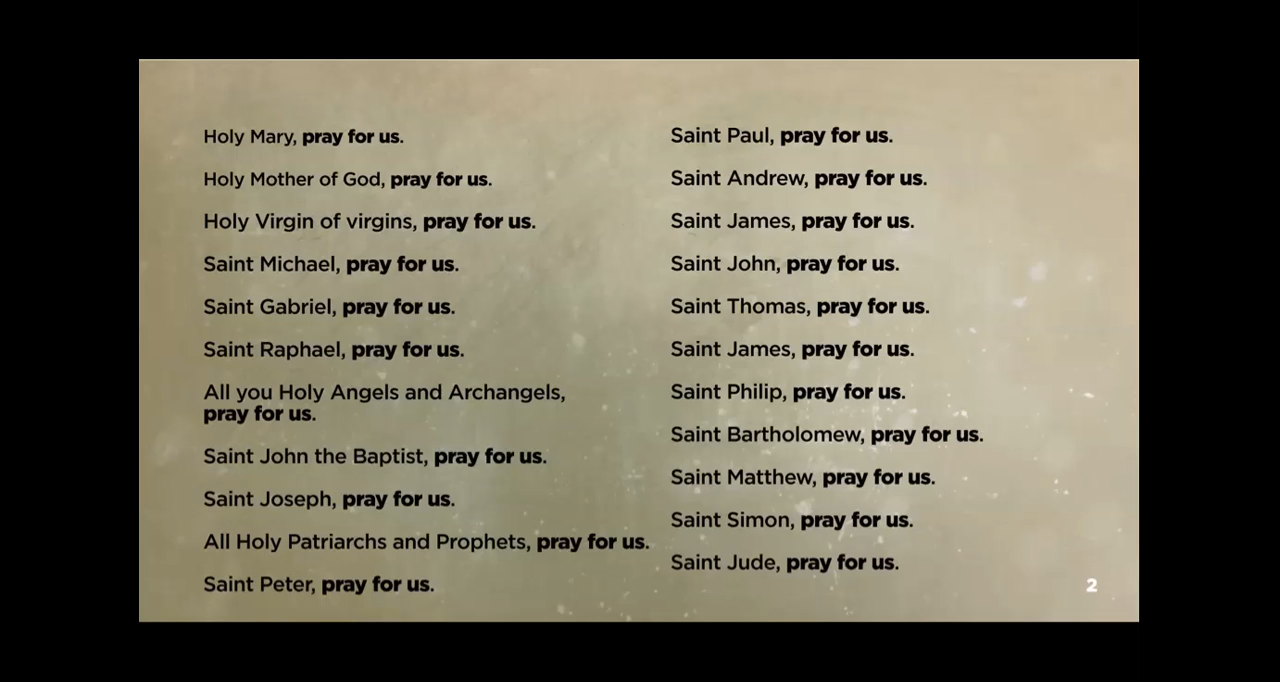 Holy Mary, pray for us.
Holy Mother of God, pray for us.
Holy Virgin of virgins, pray for us.
Saint Michael, pray for us.
Saint Gabriel, pray for us.
Saint Raphael, pray for us.
All you Holy Angels and Archangels,
pray for us.
Saint John the Baptist, pray for us.
Saint Joseph, pray for us.
All Holy Patriarchs and Prophets, pray for us.
Saint Peter, pray for us.
Saint Paul, pray for us.
Saint Andrew, pray for us.
Saint James, pray for us.
Saint John, pray for us.
Saint Thomas, pray for us.
Saint James, pray for us.
Saint Philip, pray for us.
Saint Bartholomew, pray for us.
Saint Matthew, pray for us.
Saint Simon, pray for us.
Saint Jude, pray for us.
2